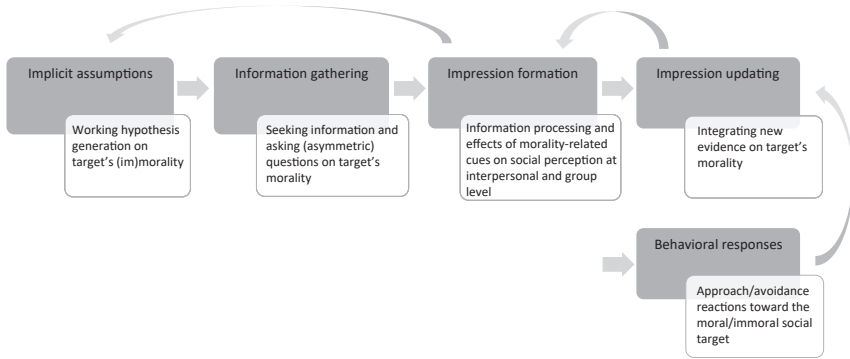 Implicit assumptions
Working hypothesis
generation on
target's (im)morality
Information gathering
Seeking information and
asking (asymmetric)
questions on target's
morality
Impression formation
Information processing and
effects of morality-related
cues on social perception at
interpersonal and group
level
Impression updating
Integrating new
evidence on target's
morality
Behavioral responses
Approach/avoidance
reactions toward the
moral/immoral social
target